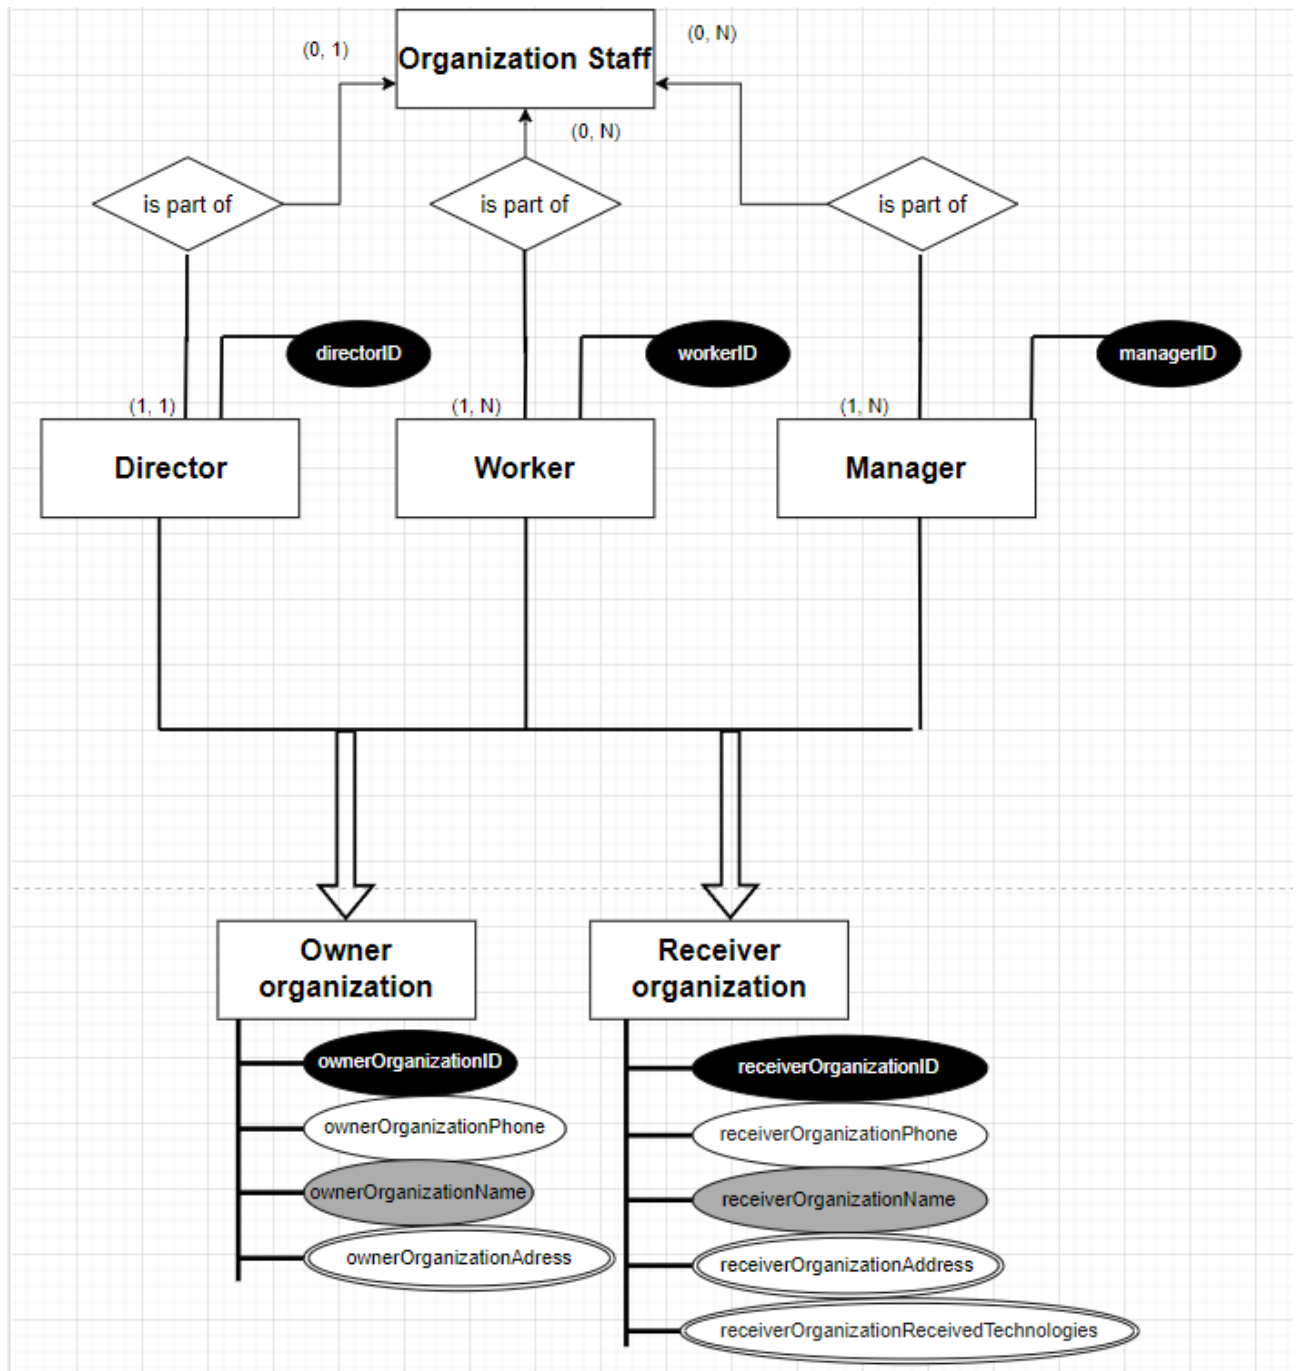 (0, 1)
Organization Staff
(0, N)
(0, N)
is part of
is part of
is part of
directorID
workerID
managerID
(1, 1)
(1, N)
(1, N)
Director
Worker
Manager
Owner
organization
Receiver
organization
ownerOrganizationID
ownerOrganizationPhone
ownerOrganizationName
ownerOrganizationAdress
receiverOrganizationID
receiverOrganizationPhone
receiverOrganizationName
receiverOrganizationAddress
receiverOrganizationReceivedTechnologies